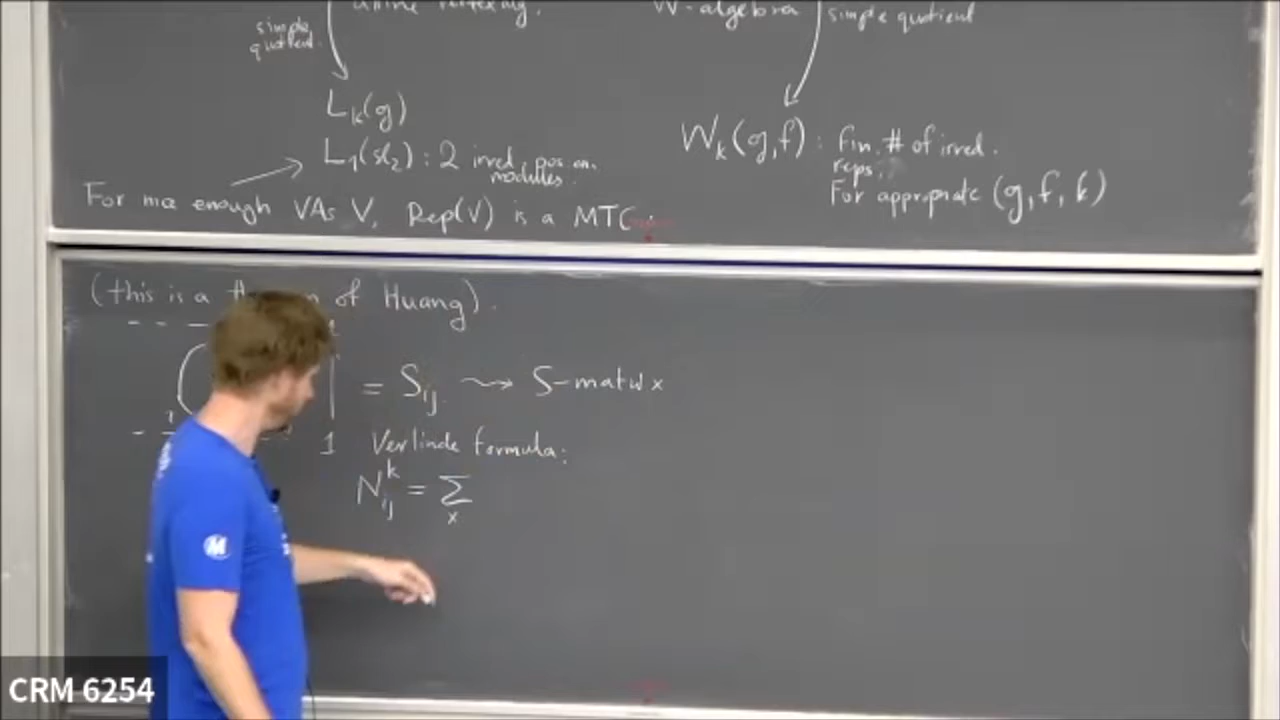 simple
quotient.
W-algebra
simple quotient
L_k(g)
L_1(sl_2) : 2 irred. pos en.
modules.
W_k(g,f) : Fin. # of irred.
reps.
For appropriate (g, f, k)
For nice enough VAs V, Rep(V) is a MTC
(this is a of Huang).
= S_ij ⇝ S-matrix
1 Verlinde formula:
N_ij^k = Σ_x
M
CRM 6254